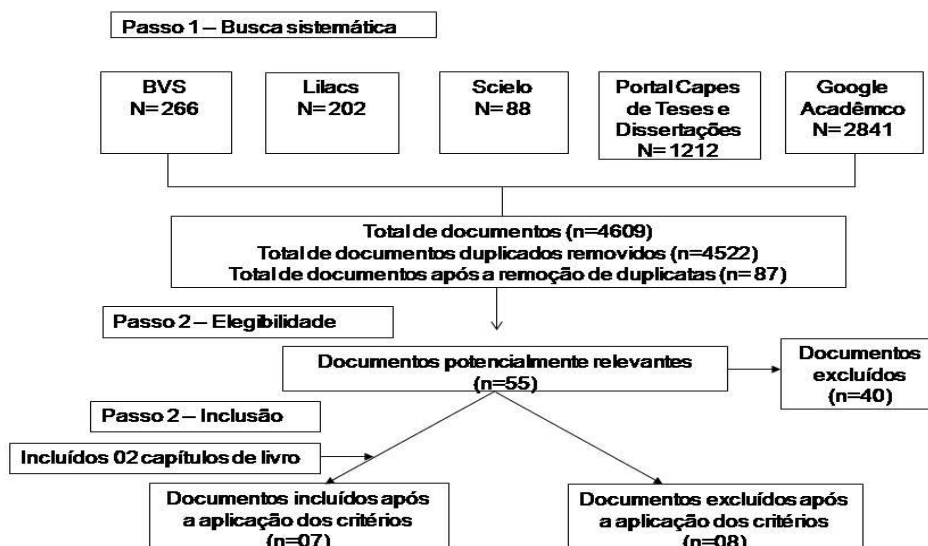 Passo 1 – Busca sistemática
BVS
N=266
Lilacs
N=202
Scielo
N=88
Portal Capes
de Teses e
Dissertações
N=1212
Google
Acadêmco
N=2841
Total de documentos (n=4609)
Total de documentos duplicados removidos (n=4522)
Total de documentos após a remoção de duplicatas (n=87)
Passo 2 – Elegibilidade
Documentos potencialmente relevantes
(n=55)
Documentos
excluídos
(n=40)
Passo 2 – Inclusão
Incluídos 02 capítulos de livro
Documentos incluídos após
a aplicação dos critérios
(n=07)
Documentos excluídos após
a aplicação dos critérios
(n=08)